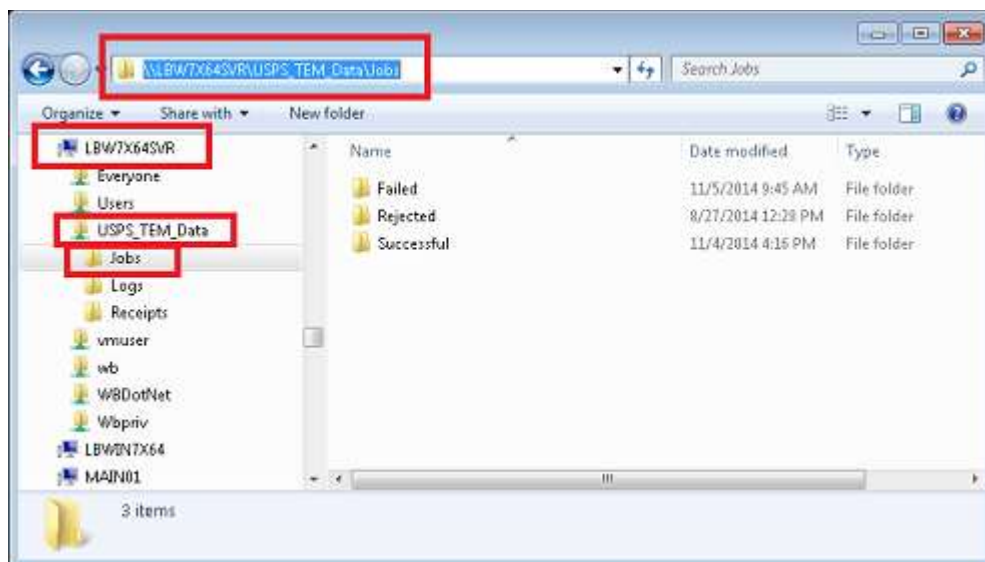 \\LBW7X64SVR\USPS_TEM_Data\Jobs
Search Jobs
Organize Share with New folder
LBW7X64SVR
Everyone
Users
USPS_TEM_Data
Jobs
Logs
Receipts
vmuser
wb
WBDotNet
Wbpriv
LBWIN7X64
MAIN01
Name Date modified Type
Failed 11/5/2014 9:45 AM File folder
Rejected 8/27/2014 12:28 PM File folder
Successful 11/4/2014 4:16 PM File folder
3 items